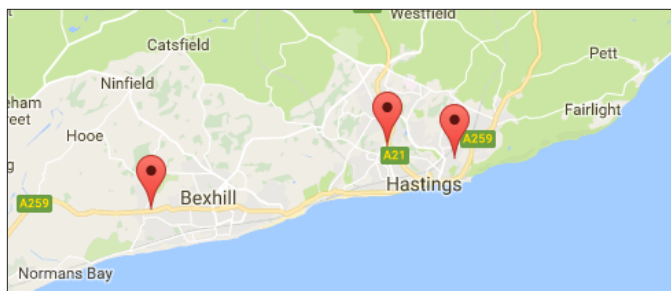 Westfield
Catsfield
Pett
Ninfield
eham
reet
Fairlight
Hooe
A259
A21
g
Hastings
Bexhill
A259
Normans Bay